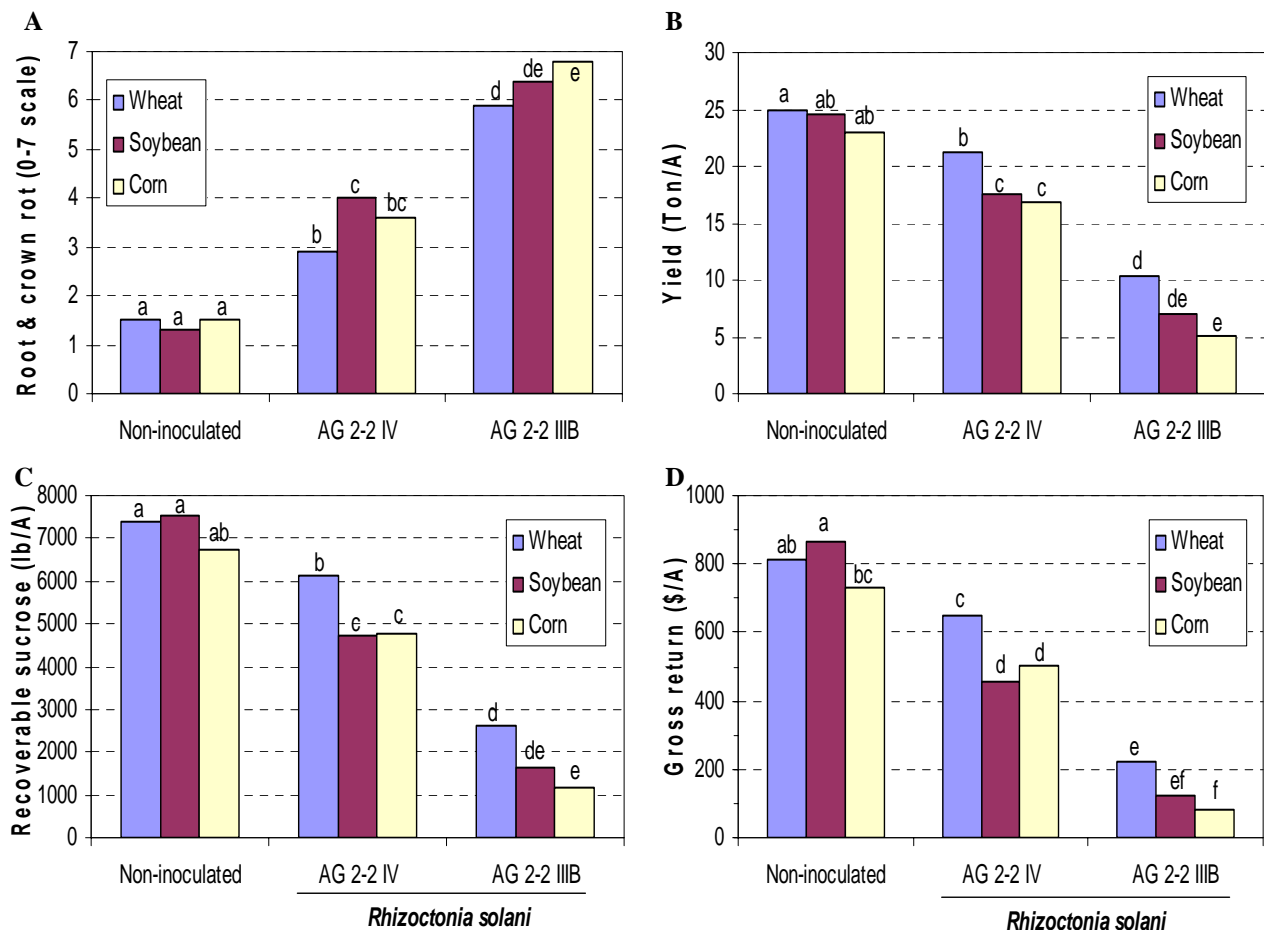 A
Root & crown rot (0-7 scale)
7
6
5
4
3
2
1
0
Wheat
Soybean
Corn
a
a
a
b
c
bc
d
de
e
Non-inoculated
AG 2-2 IV
AG 2-2 IIIB
B
Yield (Ton/A)
30
25
20
15
10
5
0
Wheat
Soybean
Corn
a
ab
ab
b
c
c
d
de
e
Non-inoculated
AG 2-2 IV
AG 2-2 IIIB
C
Recoverable sucrose (lb/A)
8000
7000
6000
5000
4000
3000
2000
1000
0
Wheat
Soybean
Corn
a
a
ab
b
c
c
d
de
e
Non-inoculated
AG 2-2 IV
AG 2-2 IIIB
Rhizoctonia solani
D
Gross return ($/A)
1000
800
600
400
200
0
Wheat
Soybean
Corn
ab
a
bc
c
d
d
e
ef
f
Non-inoculated
AG 2-2 IV
AG 2-2 IIIB
Rhizoctonia solani